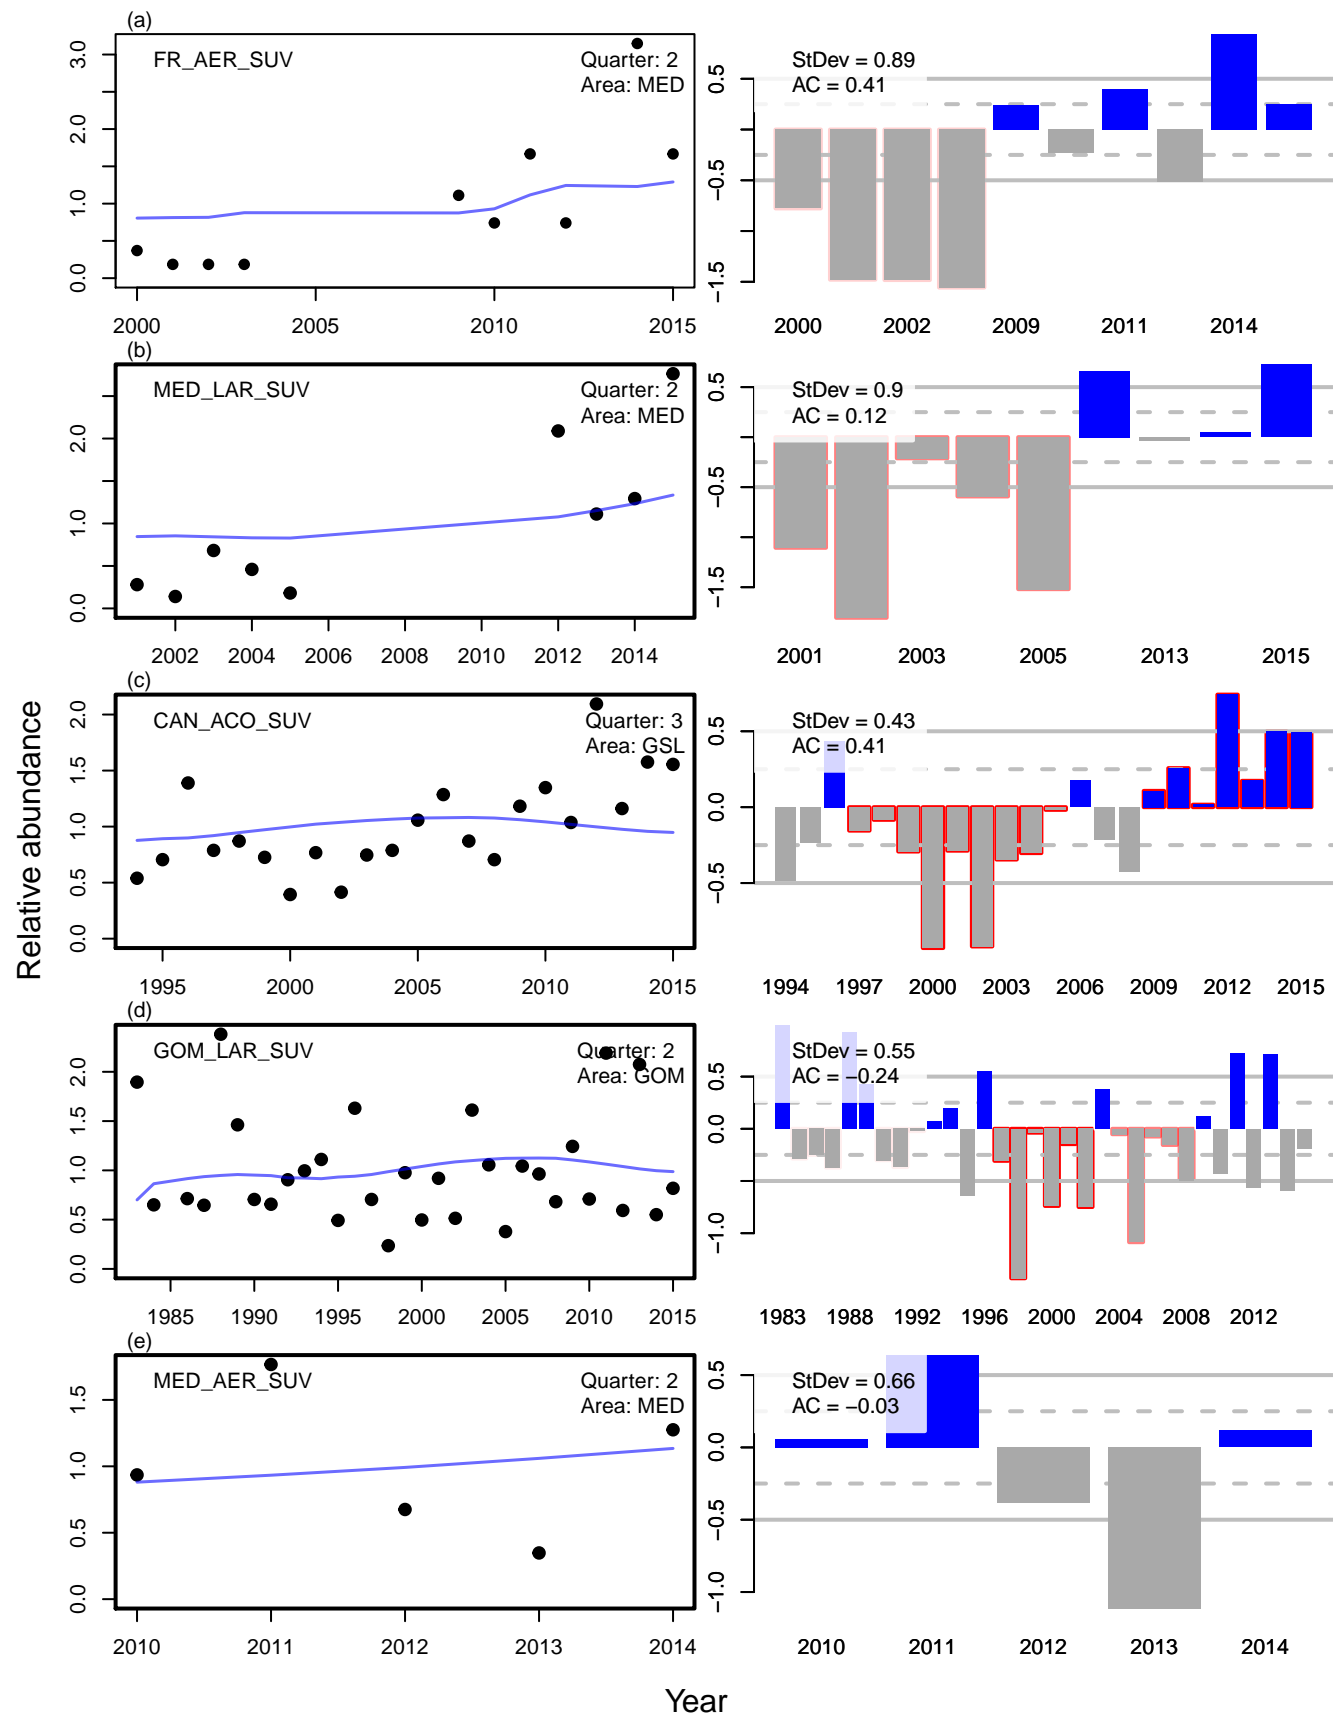 (a)
FR_AER_SUV
Quarter: 2
Area: MED
StDev = 0.89
AC = 0.41
0.0 1.0 2.0 3.0
−1.5 −0.5 0.5
2000 2005 2010 2015
2000 2002 2009 2011 2014
(b)
MED_LAR_SUV
Quarter: 2
Area: MED
StDev = 0.9
AC = 0.12
0.0 1.0 2.0
−1.5 −0.5 0.5
2002 2004 2006 2008 2010 2012 2014
2001 2003 2005 2013 2015
(c)
CAN_ACO_SUV
Quarter: 3
Area: GSL
StDev = 0.43
AC = 0.41
0.0 0.5 1.0 1.5 2.0
−0.5 0.0 0.5
1995 2000 2005 2010 2015
1994 1997 2000 2003 2006 2009 2012 2015
(d)
GOM_LAR_SUV
Quarter: 2
Area: GOM
StDev = 0.55
AC = −0.24
0.0 0.5 1.0 1.5 2.0
−1.0 0.0 0.5
1985 1990 1995 2000 2005 2010 2015
1983 1988 1992 1996 2000 2004 2008 2012
(e)
MED_AER_SUV
Quarter: 2
Area: MED
StDev = 0.66
AC = −0.03
0.0 0.5 1.0 1.5
−1.0 −0.5 0.0 0.5
2010 2011 2012 2013 2014
2010 2011 2012 2013 2014
Relative abundance
Year